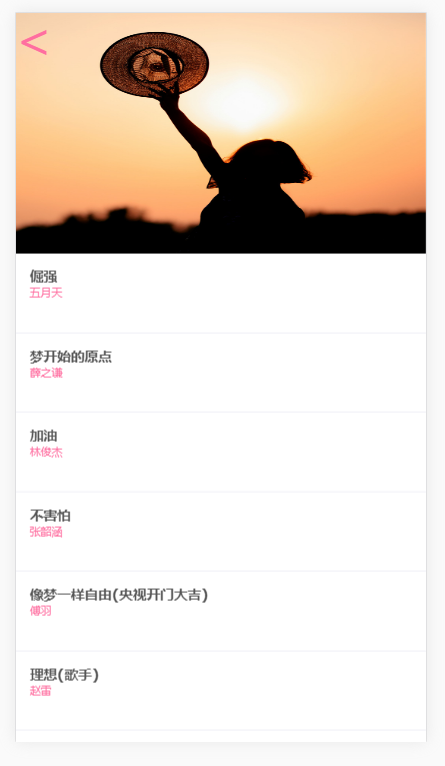 <
倔强
五月天
梦开始的原点
薛之谦
加油
林俊杰
不害怕
张韶涵
像梦一样自由(央视开门大吉)
傅羽
理想(歌手)
赵雷